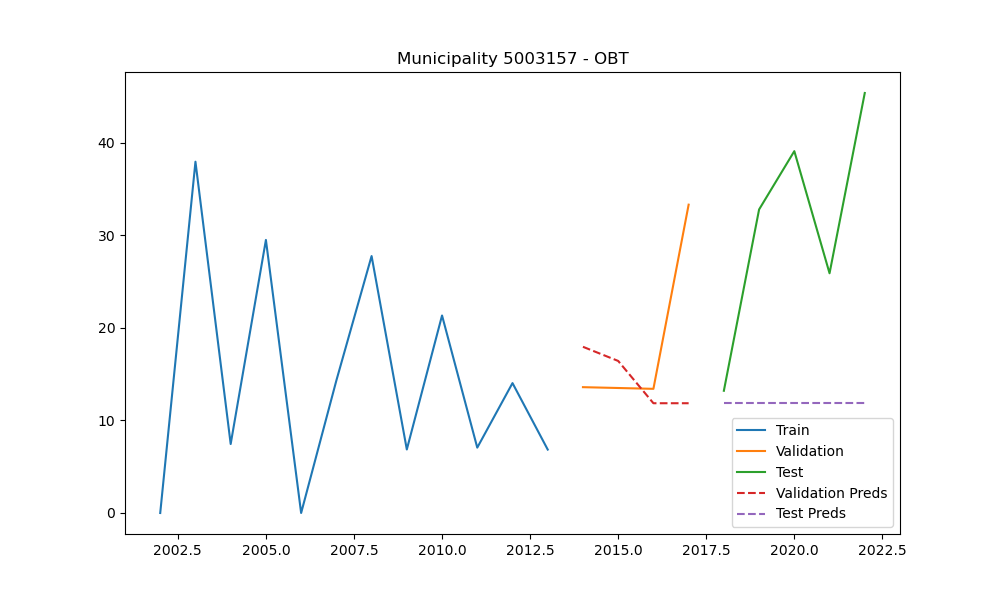 Municipality 5003157 - OBT
40
30
20
10
0
2002.5 2005.0 2007.5 2010.0 2012.5 2015.0 2017.5 2020.0 2022.5
Train
Validation
Test
Validation Preds
Test Preds